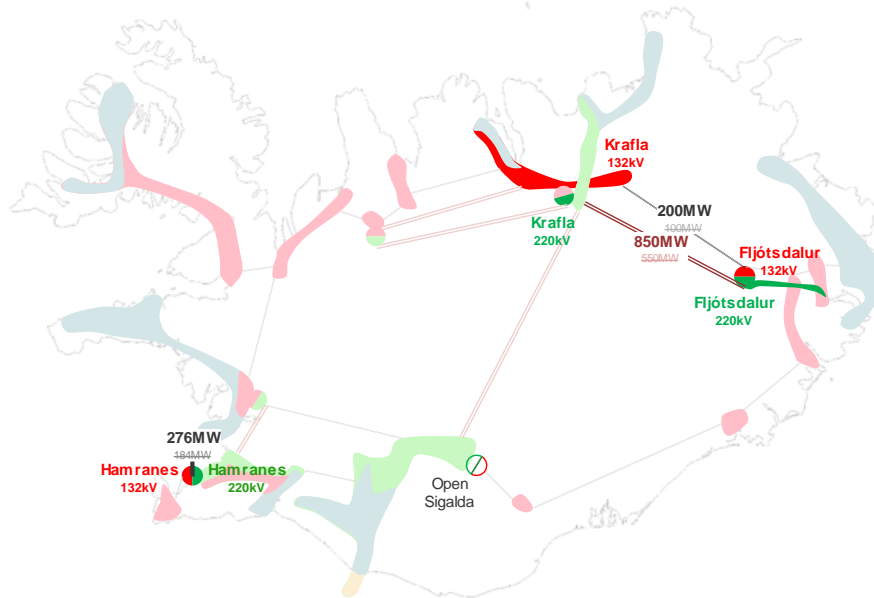 Krafla
132kV
200MW
100MW
Krafla
220kV
850MW
550MW
Fljótsdalur
132kV
Fljótsdalur
220kV
276MW
184MW
Hamranes
132kV
Hamranes
220kV
Open
Sigalda